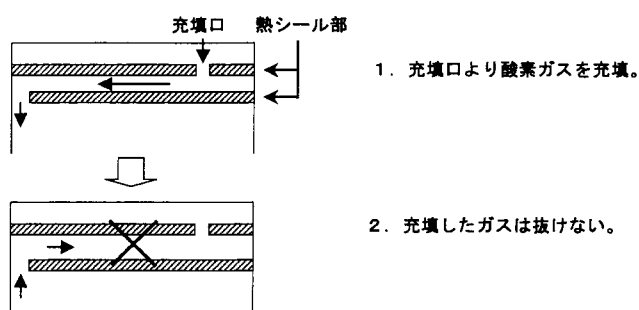 充填口 熱シール部
1．充填口より酸素ガスを充填。
2．充填したガスは抜けない。